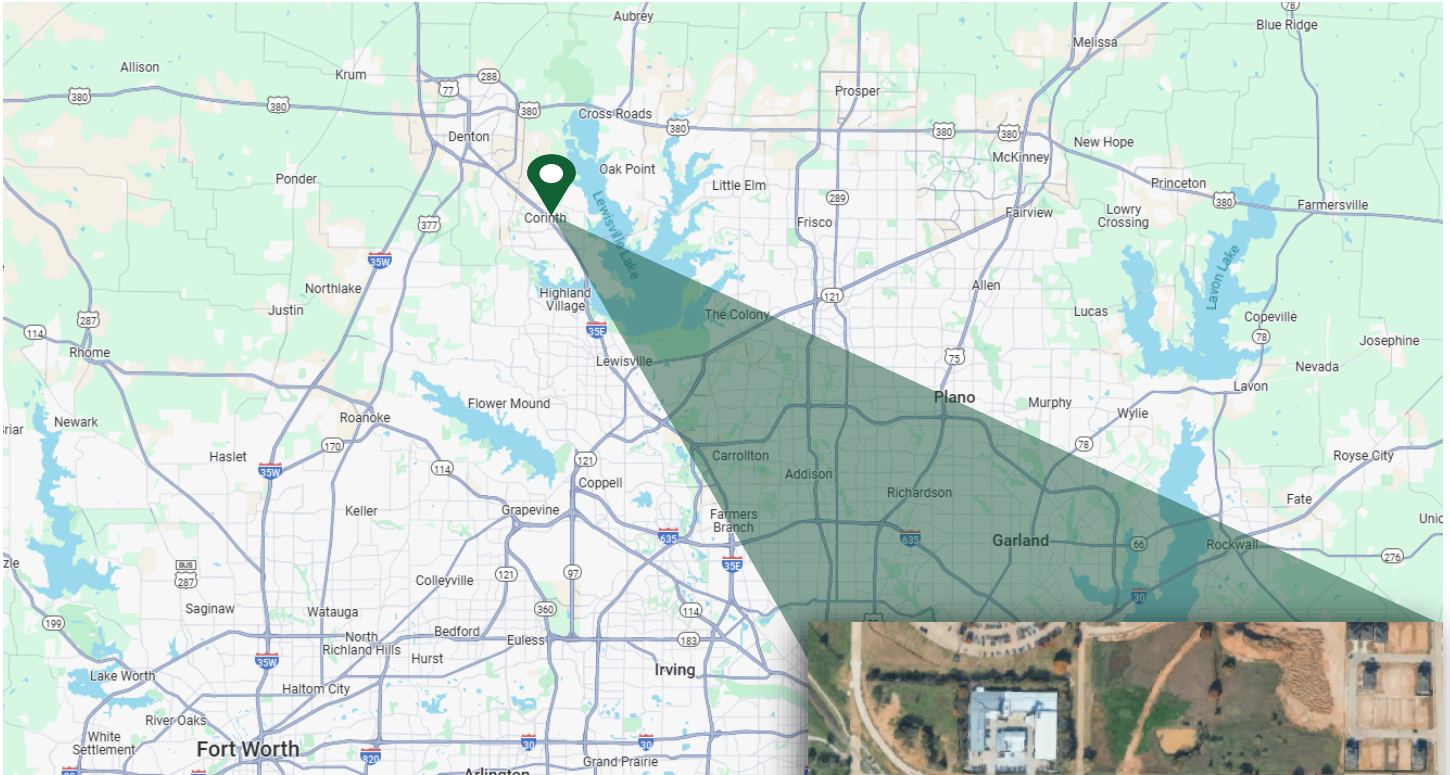 Aubrey
78
Blue Ridge
Melissa
Allison
Krum
288
77
380
380
380
Prosper
Cross Roads
380
380
380
Denton
New Hope
McKinney
Oak Point
Ponder
Little Elm
Princeton
380
Farmersville
289
Corinth
377
Frisco
Fairview
Lowry
Crossing
Lewisville Lake
Lavon Lake
35W
Northlake
Highland
Village
121
Allen
Justin
The Colony
Lucas
Copeville
287
114
35E
78
Josephine
Rhome
Lewisville
75
Nevada
Lavon
Plano
Murphy
Flower Mound
Wylie
Newark
Roanoke
170
78
Haslet
35W
114
121
Carrollton
Royse City
Coppell
Addison
Richardson
Fate
Keller
Grapevine
Farmers
Branch
635
635
Garland
66
Rockwall
276
35E
BUS
287
Colleyville
121
97
30
Saginaw
Watauga
360
114
199
North
Richland Hills
Bedford
Euless
183
35W
Hurst
Irving
Lake Worth
Haltom City
River Oaks
White
Settlement
Fort Worth
820
30
30
Grand Prairie
Arlington